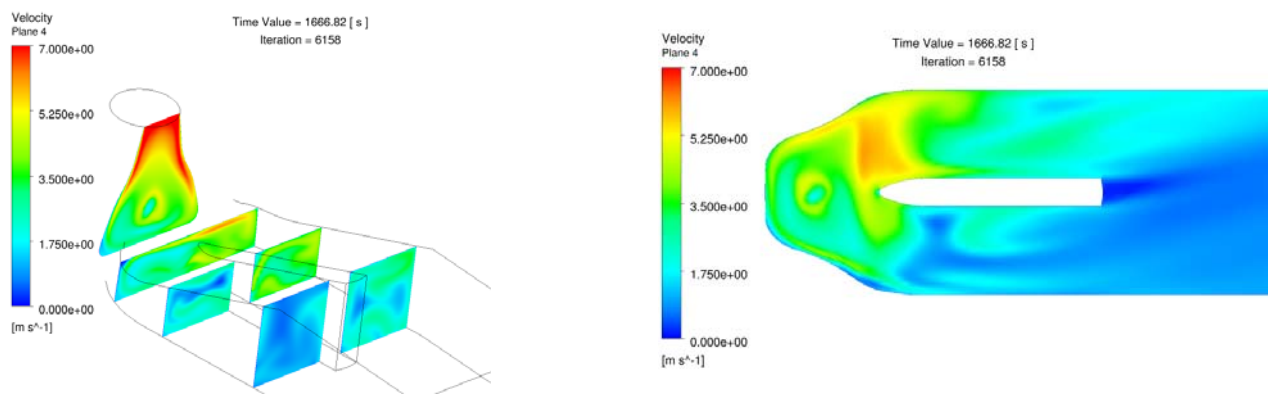 Velocity
Plane 4
Time Value = 1666.82 [ s ]
Iteration = 6158
7.000e+00
5.250e+00
3.500e+00
1.750e+00
0.000e+00
[m s^-1]
Velocity
Plane 4
Time Value = 1666.82 [ s ]
Iteration = 6158
7.000e+00
5.250e+00
3.500e+00
1.750e+00
0.000e+00
[m s^-1]